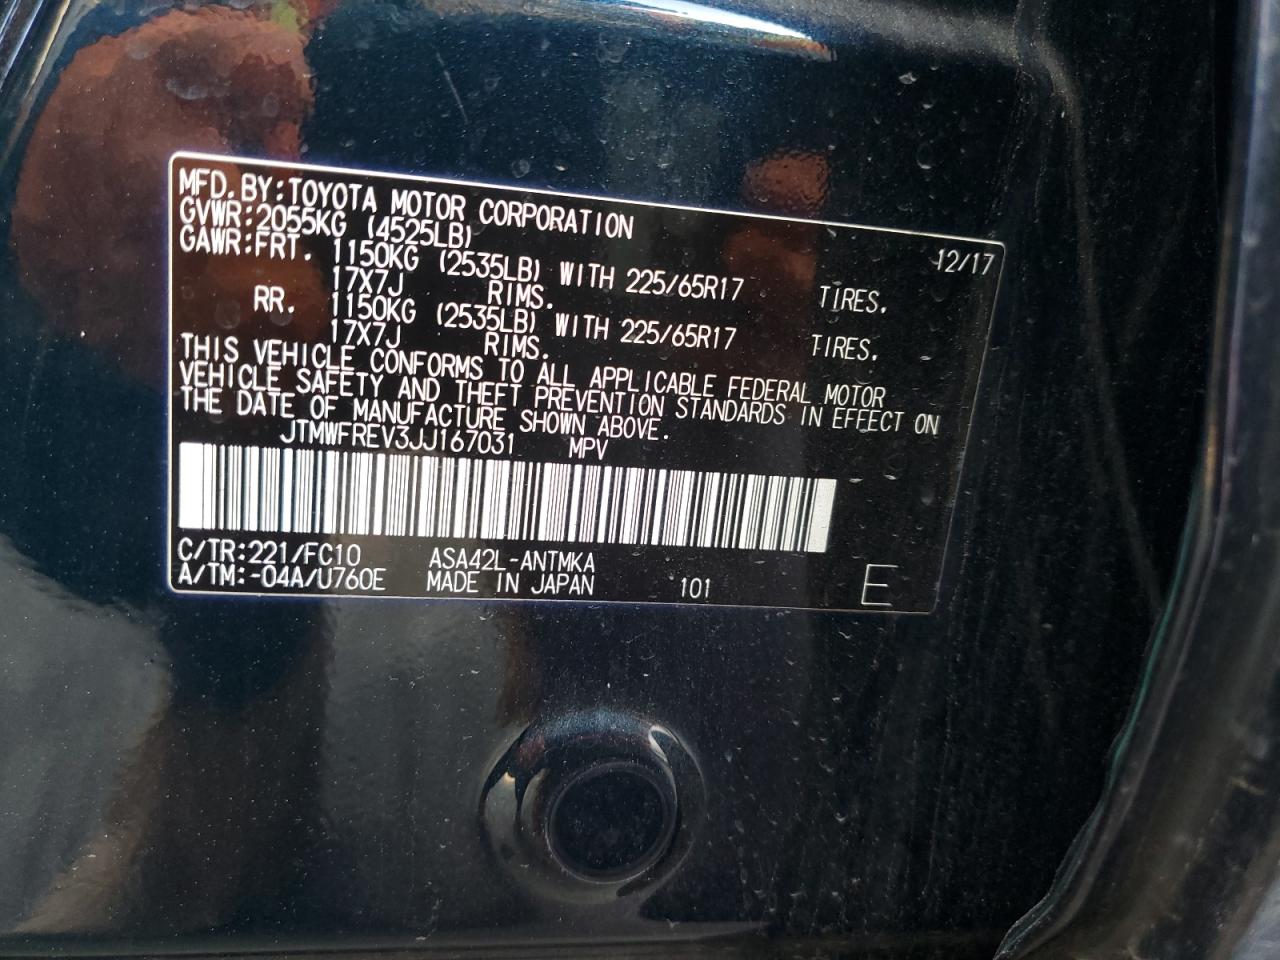 MFD. BY: TOYOTA MOTOR CORPORATION 12/17
GVWR: 2055KG (4525LB)
GAWR: FRT. 1150KG (2535LB) WITH 225/65R17 TIRES.
17X7J RIMS.
RR. 1150KG (2535LB) WITH 225/65R17 TIRES.
17X7J RIMS.
THIS VEHICLE CONFORMS TO ALL APPLICABLE FEDERAL MOTOR
VEHICLE SAFETY AND THEFT PREVENTION STANDARDS IN EFFECT ON
THE DATE OF MANUFACTURE SHOWN ABOVE.
JTMWFREV3JJ167031 MPV
C/TR:221/FC10 ASA42L-ANTMKA
A/TM:-04A/U760E MADE IN JAPAN 101 E